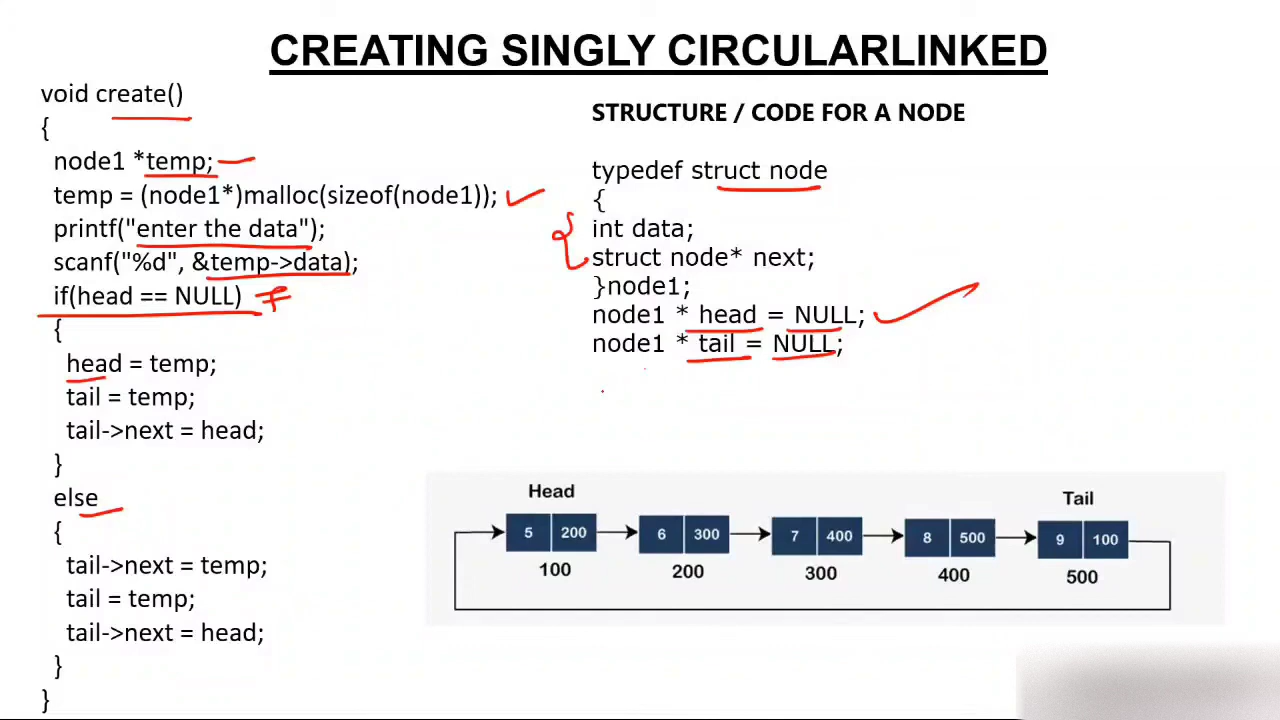 CREATING SINGLY CIRCULARLINKED
void create()
{
node1 *temp;
temp = (node1*)malloc(sizeof(node1));
printf("enter the data");
scanf("%d", &temp->data);
if(head == NULL)
{
head = temp;
tail = temp;
tail->next = head;
}
else
{
tail->next = temp;
tail = temp;
tail->next = head;
}
}
STRUCTURE / CODE FOR A NODE
typedef struct node
{
int data;
struct node* next;
}node1;
node1 * head = NULL;
node1 * tail = NULL;
Head Tail
5 200 6 300 7 400 8 500 9 100
100 200 300 400 500